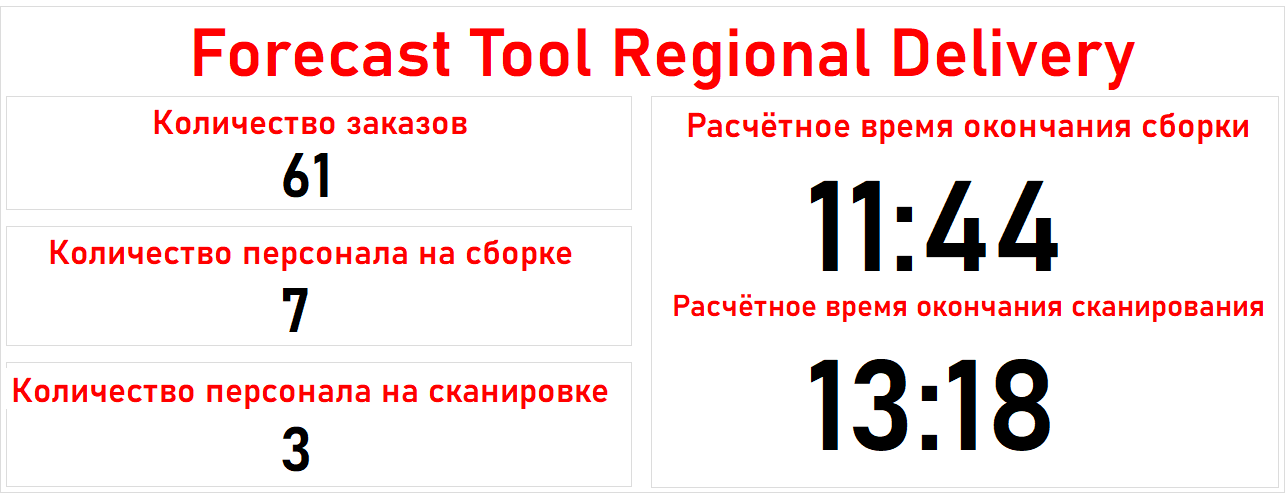 Forecast Tool Regional Delivery
Количество заказов
61
Количество персонала на сборке
7
Количество персонала на сканировке
3
Расчётное время окончания сборки
11:44
Расчётное время окончания сканирования
13:18